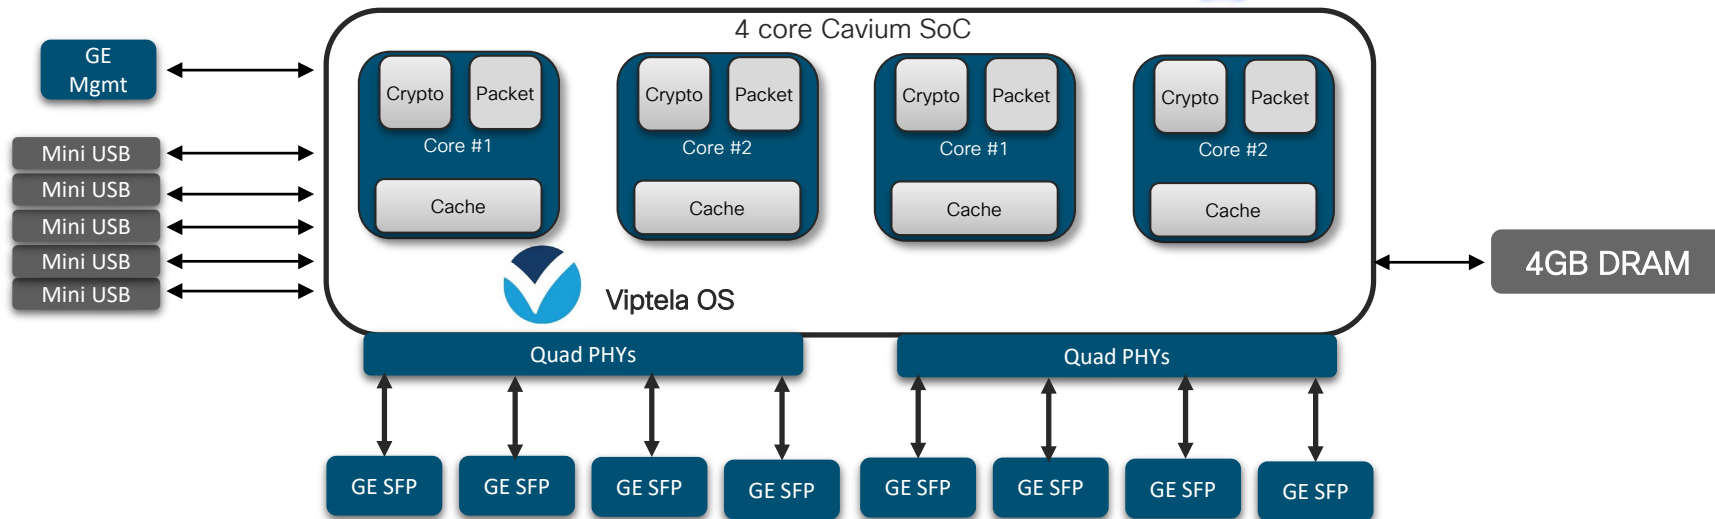 4 core Cavium SoC
GE
Mgmt
Mini USB
Mini USB
Mini USB
Mini USB
Mini USB
Crypto
Packet
Core #1
Cache
Crypto
Packet
Core #2
Cache
Crypto
Packet
Core #1
Cache
Crypto
Packet
Core #2
Cache
Viptela OS
4GB DRAM
Quad PHYs
Quad PHYs
GE SFP
GE SFP
GE SFP
GE SFP
GE SFP
GE SFP
GE SFP
GE SFP